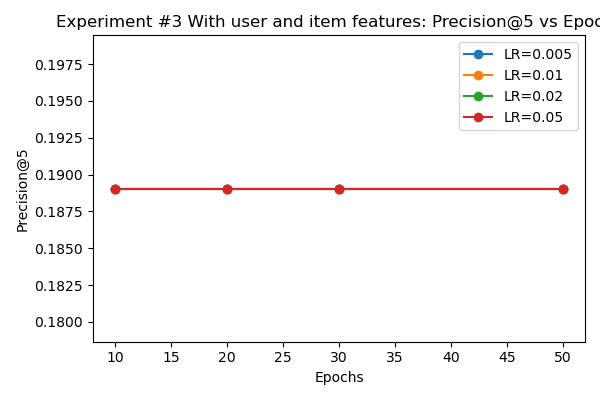 Experiment #3 With user and item features: Precision@5 vs Epoc
LR=0.005
LR=0.01
LR=0.02
LR=0.05
0.1975
0.1950
0.1925
0.1900
0.1875
0.1850
0.1825
0.1800
Precision@5
10 15 20 25 30 35 40 45 50
Epochs